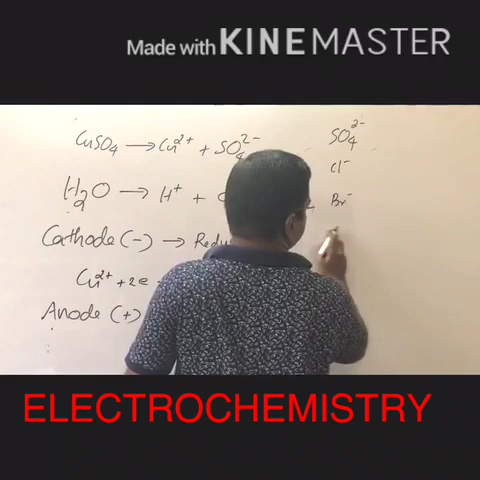 Made with KINEMASTER
CuSO4 → Cu2+ + SO42-
H2O → H+ +
Cathode (-) → Redu
Cu2+ + 2e
Anode (+)
SO42-
Cl-
Br-
ELECTROCHEMISTRY